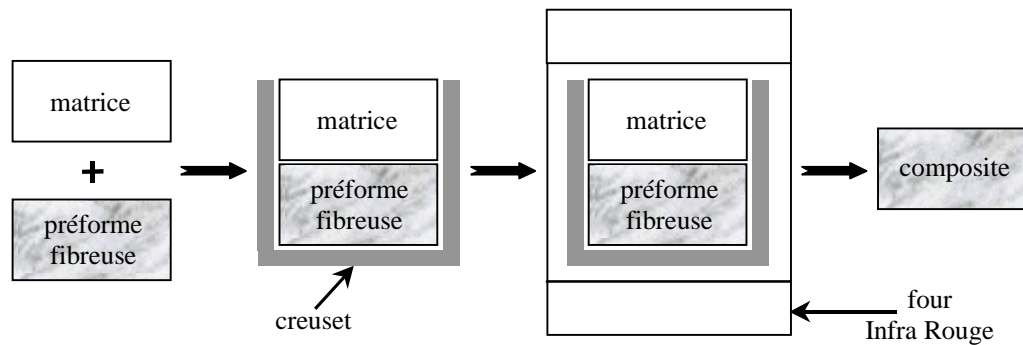 matrice
+
préforme
fibreuse
matrice
préforme
fibreuse
creuset
matrice
préforme
fibreuse
four
Infra Rouge
composite